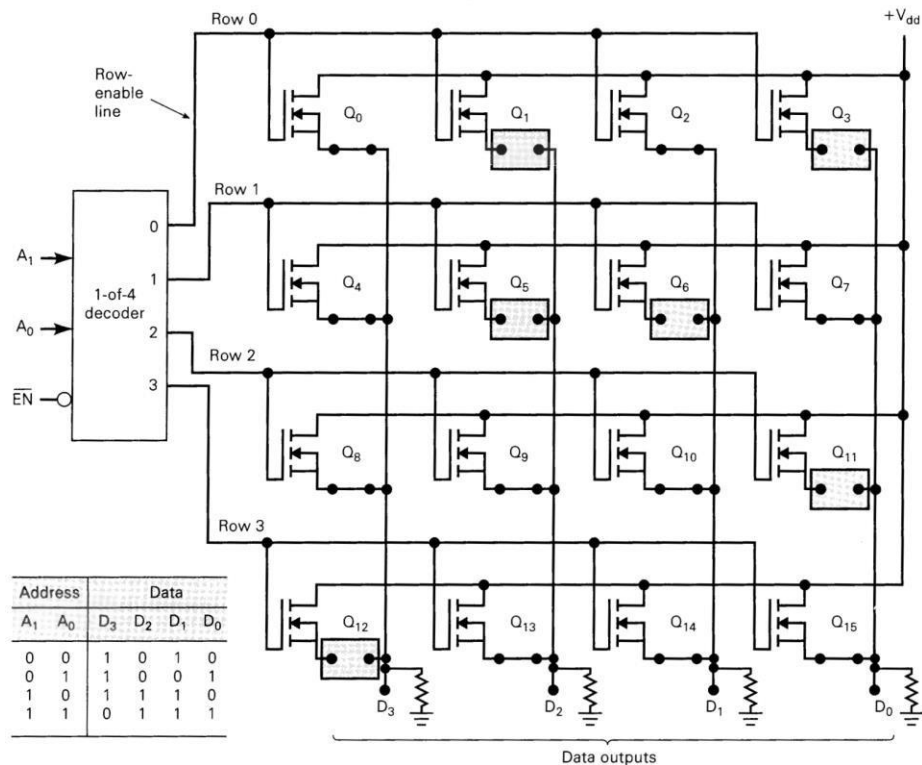 Row 0
+V_dd
Row-
enable
line
Q_0 Q_1 Q_2 Q_3
Row 1
0
A_1
1
1-of-4
decoder
Q_4 Q_5 Q_6 Q_7
A_0
2
Row 2
3
E̅N̅
Q_8 Q_9 Q_10 Q_11
Row 3
Address Data
A_1 A_0 D_3 D_2 D_1 D_0
0 0 1 0 1 0
0 1 1 0 0 1
1 0 1 1 1 0
1 1 0 1 1 1
Q_12 Q_13 Q_14 Q_15
D_3 D_2 D_1 D_0
Data outputs